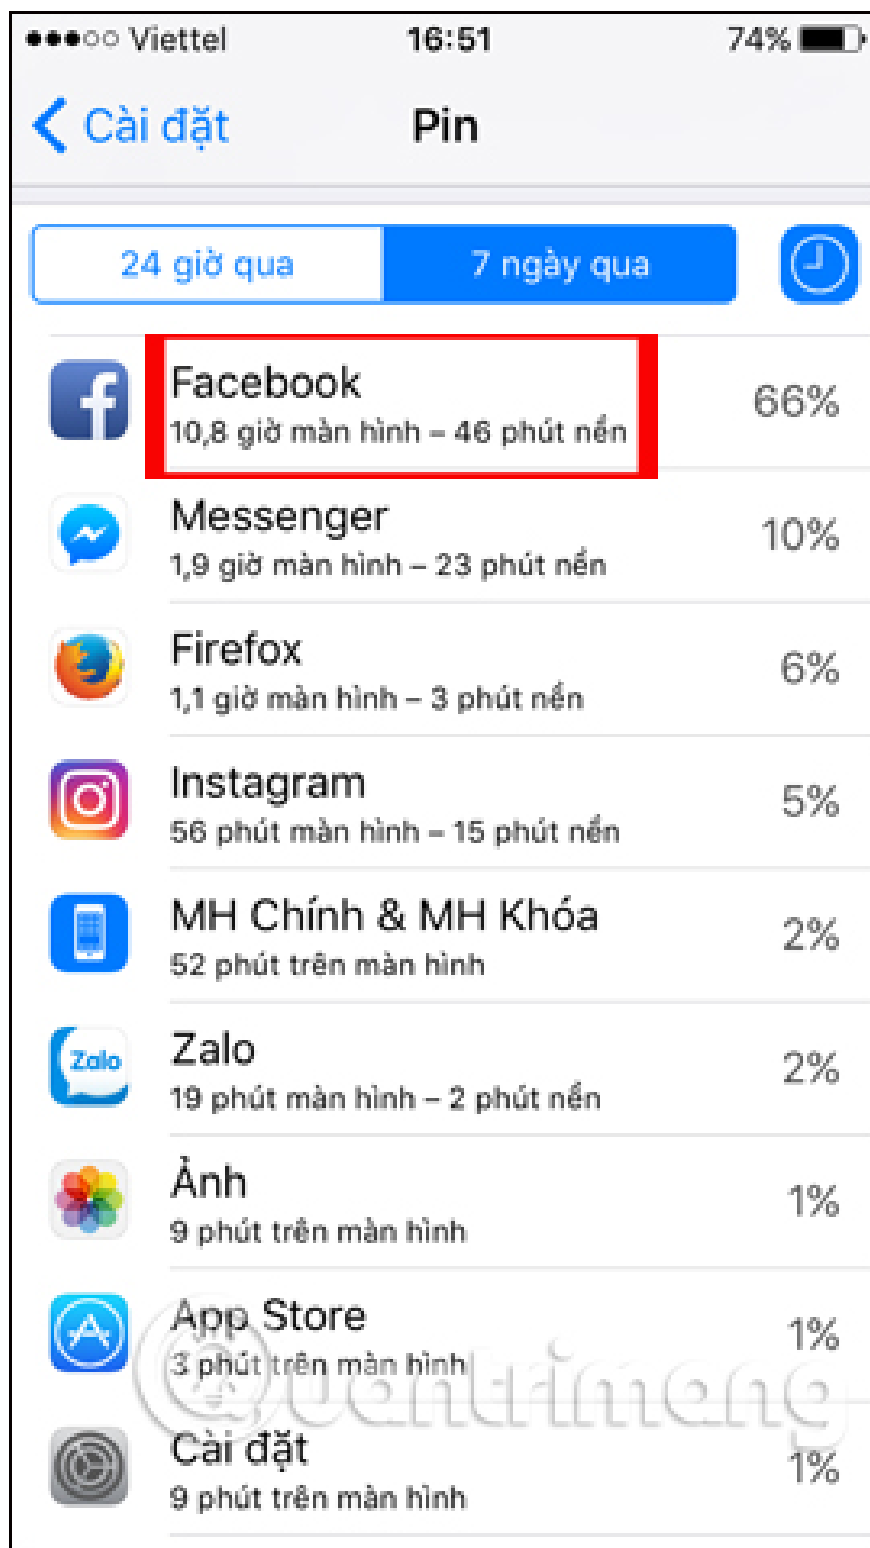 Viettel 16:51 74%
Cài đặt Pin
24 giờ qua 7 ngày qua
Facebook 66%
10,8 giờ màn hình – 46 phút nền
Messenger 10%
1,9 giờ màn hình – 23 phút nền
Firefox 6%
1,1 giờ màn hình – 3 phút nền
Instagram 5%
56 phút màn hình – 15 phút nền
MH Chính & MH Khóa 2%
52 phút trên màn hình
Zalo
Zalo 2%
19 phút màn hình – 2 phút nền
Ảnh 1%
9 phút trên màn hình
App Store 1%
3 phút trên màn hình
Quantrimang
Cài đặt 1%
9 phút trên màn hình